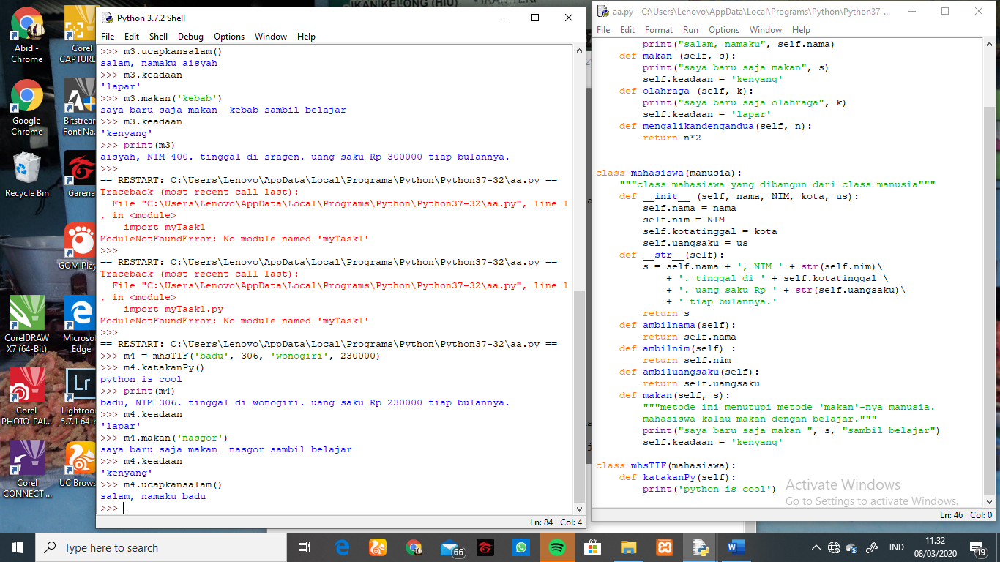 IKAN KELONG (HIU)
Abid -
Chrome
Corel
CAPTURE
Google
Chrome
Bitstream
Font Na...
Recycle Bin
Garena
GOM Play
CorelDRAW
X7 (64-Bit)
Microso
Edge
Corel
PHOTO-PAI...
Lightroo
5.7.1 64-b
Corel
CONNECT ...
UC Brows
Python 3.7.2 Shell
File Edit Shell Debug Options Window Help
>>> m3.ucapkansalam()
salam, namaku aisyah
>>> m3.keadaan
'lapar'
>>> m3.makan('kebab')
saya baru saja makan  kebab sambil belajar
>>> m3.keadaan
'kenyang'
>>> print(m3)
aisyah, NIM 400. tinggal di sragen. uang saku Rp 300000 tiap bulannya.
>>>
== RESTART: C:\Users\Lenovo\AppData\Local\Programs\Python\Python37-32\aa.py ==
Traceback (most recent call last):
  File "C:\Users\Lenovo\AppData\Local\Programs\Python\Python37-32\aa.py", line 1
, in <module>
    import myTask1
ModuleNotFoundError: No module named 'myTask1'
>>>
== RESTART: C:\Users\Lenovo\AppData\Local\Programs\Python\Python37-32\aa.py ==
Traceback (most recent call last):
  File "C:\Users\Lenovo\AppData\Local\Programs\Python\Python37-32\aa.py", line 1
, in <module>
    import myTask1.py
ModuleNotFoundError: No module named 'myTask1'
>>>
== RESTART: C:\Users\Lenovo\AppData\Local\Programs\Python\Python37-32\aa.py ==
>>> m4 = mhsTIF('badu', 306, 'wonogiri', 230000)
>>> m4.katakanPy()
python is cool
>>> print(m4)
badu, NIM 306. tinggal di wonogiri. uang saku Rp 230000 tiap bulannya.
>>> m4.keadaan
'lapar'
>>> m4.makan('nasgor')
saya baru saja makan  nasgor sambil belajar
>>> m4.keadaan
'kenyang'
>>> m4.ucapkansalam()
salam, namaku badu
>>>
Ln: 84 Col: 4
aa.py - C:\Users\Lenovo\AppData\Local\Programs\Python\Python37-...
File Edit Format Run Options Window Help
        print("salam, namaku", self.nama)
    def makan (self, s):
        print("saya baru saja makan", s)
        self.keadaan = 'kenyang'
    def olahraga (self, k):
        print("saya baru saja olahraga", k)
        self.keadaan = 'lapar'
    def mengalikandengandua(self, n):
        return n*2
class mahasiswa(manusia):
    """class mahasiswa yang dibangun dari class manusia"""
    def __init__ (self, nama, NIM, kota, us):
        self.nama = nama
        self.nim = NIM
        self.kotatinggal = kota
        self.uangsaku = us
    def __str__(self):
        s = self.nama + ', NIM ' + str(self.nim)\
            + '. tinggal di ' + self.kotatinggal \
            + '. uang saku Rp ' + str(self.uangsaku)\
            + ' tiap bulannya.'
        return s
    def ambilnama(self):
        return self.nama
    def ambilnim(self) :
        return self.nim
    def ambiluangsaku(self):
        return self.uangsaku
    def makan(self, s):
        """metode ini menutupi metode 'makan'-nya manusia.
        mahasiswa kalau makan dengan belajar."""
        print("saya baru saja makan ", s, "sambil belajar")
        self.keadaan = 'kenyang'
class mhsTIF(mahasiswa):
    def katakanPy(self):
        print('python is cool')
Activate Windows
Go to Settings to activate Windows.
Ln: 46 Col: 0
Type here to search
66
IND
11.32
08/03/2020
19